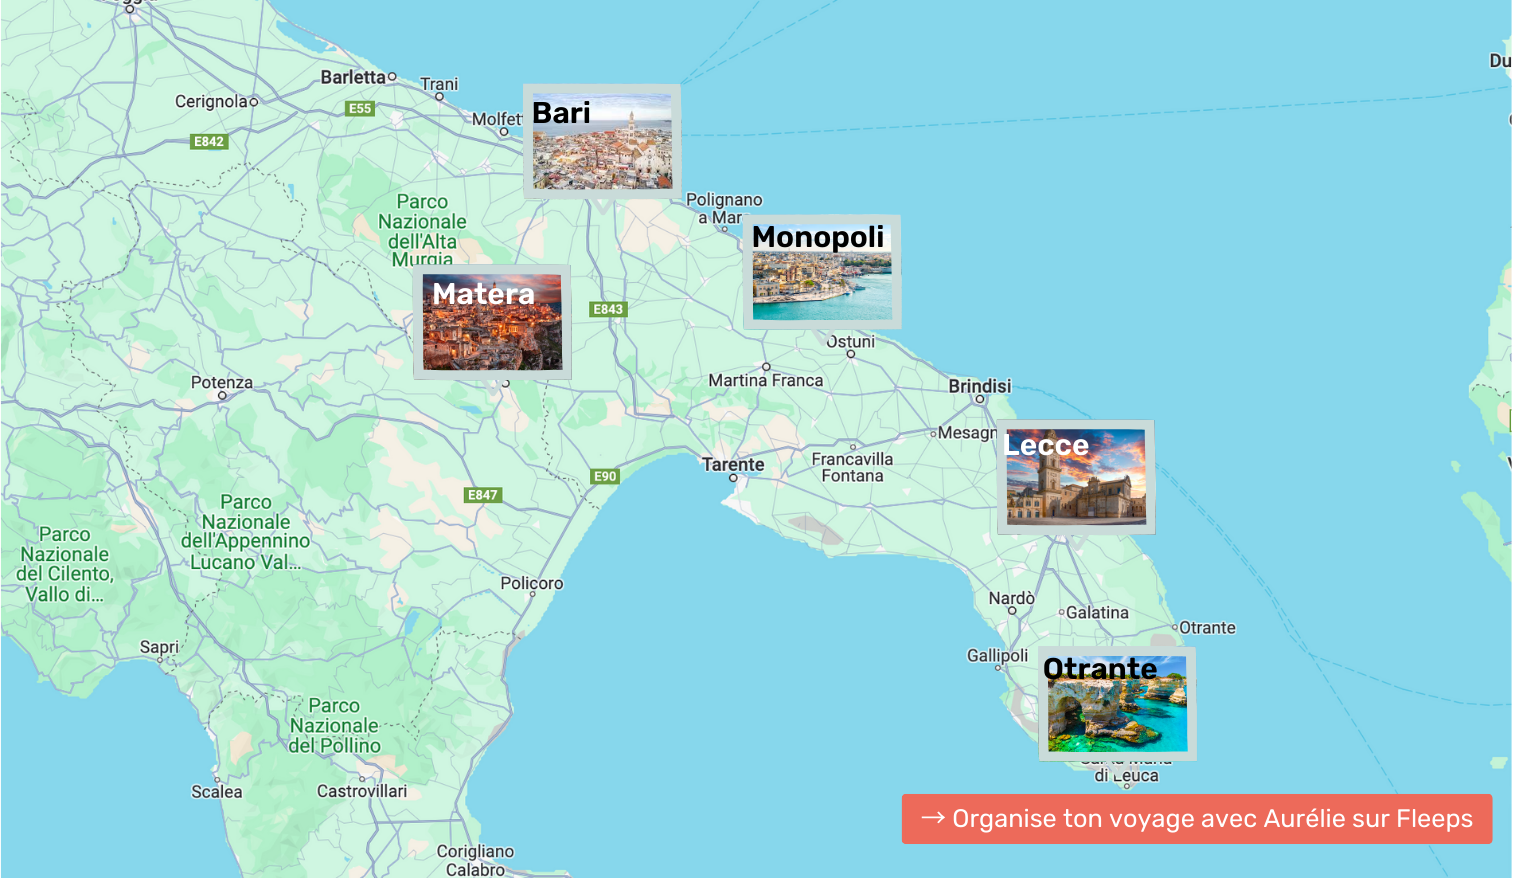 Barletta
Trani
Cerignola
E55
Molfet
Bari
E842
Parco
Nazionale
dell'Alta
Murgia
Polignano
a Mar
Monopoli
Matera
E843
Ostuni
Potenza
Martina Franca
Brindisi
Mesagn
Lecce
Tarente
Francavilla
Fontana
E90
E847
Parco
Nazionale
dell'Appennino
Lucano Val...
Parco
Nazionale
del Cilento,
Vallo di...
Policoro
Nardò
Galatina
Otrante
Sapri
Gallipoli
Otrante
Parco
Nazionale
del Pollino
di Leuca
Scalea
Castrovillari
→ Organise ton voyage avec Aurélie sur Fleeps
Corigliano
Calabro
Du